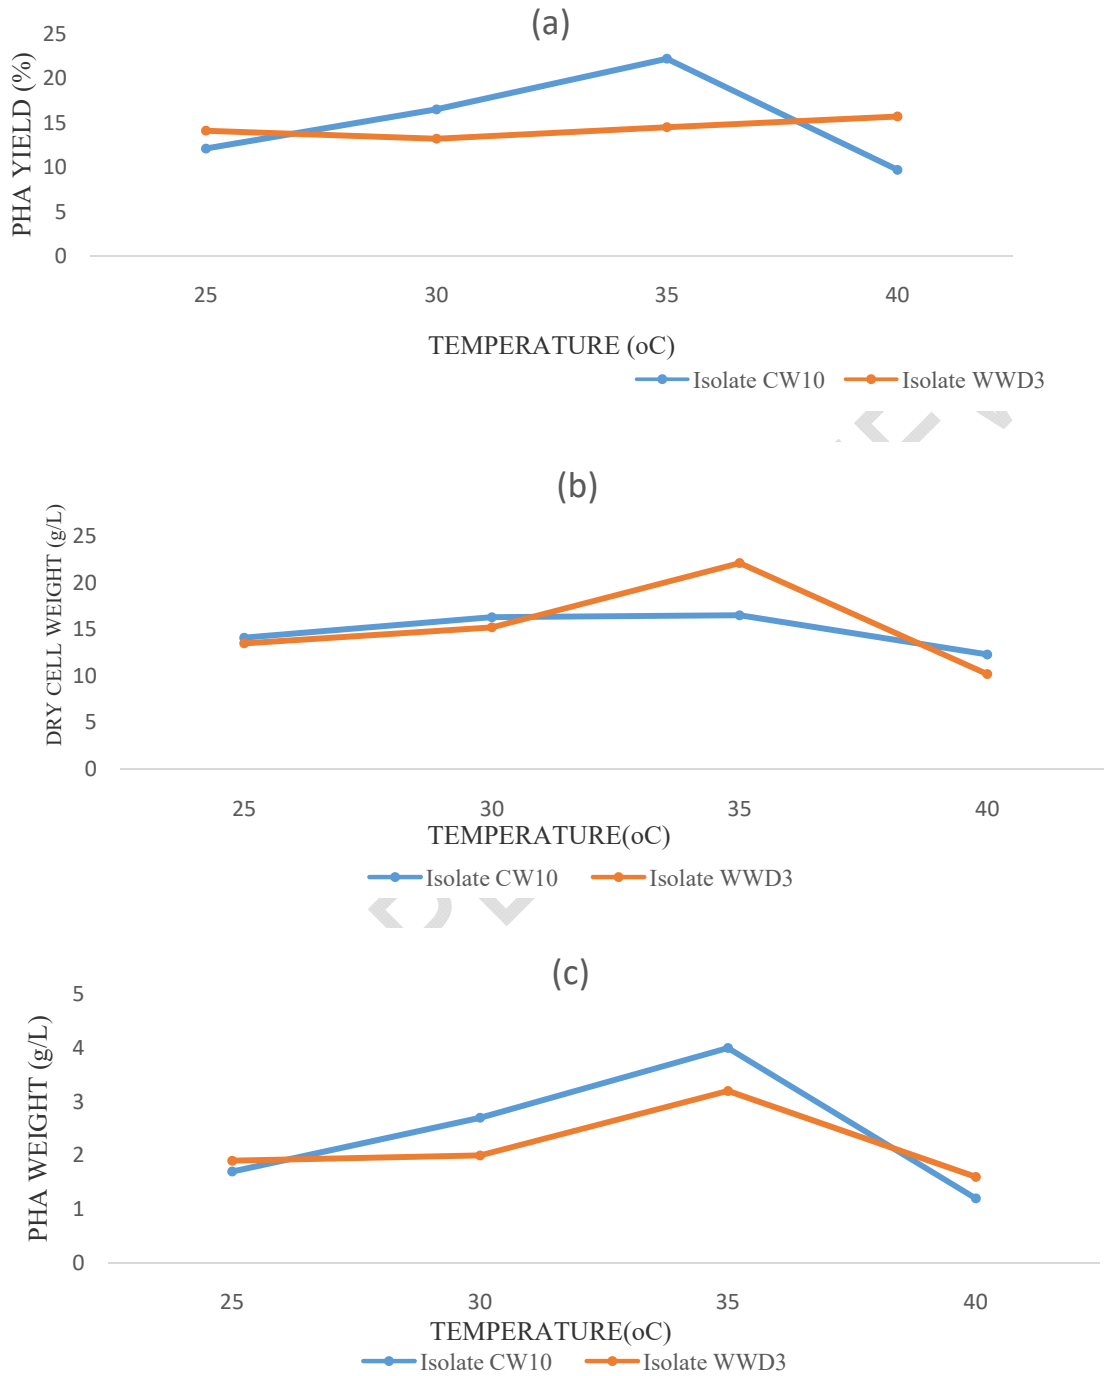 (a)
PHA YIELD (%)
25
20
15
10
5
0
25 30 35 40
TEMPERATURE (oC)
Isolate CW10 Isolate WWD3
(b)
DRY CELL WEIGHT (g/L)
25
20
15
10
5
0
25 30 35 40
TEMPERATURE(oC)
Isolate CW10 Isolate WWD3
(c)
PHA WEIGHT (g/L)
5
4
3
2
1
0
25 30 35 40
TEMPERATURE(oC)
Isolate CW10 Isolate WWD3